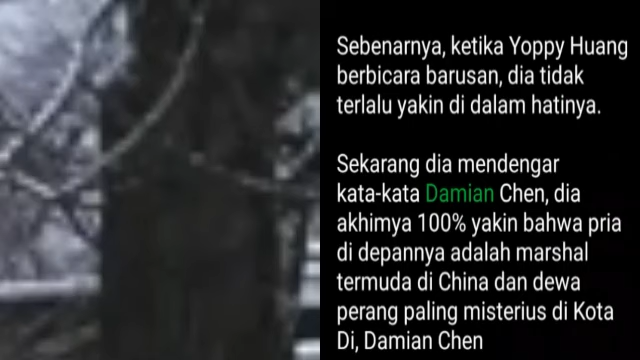 Sebenarnya, ketika Yoppy Huang
berbicara barusan, dia tidak
terlalu yakin di dalam hatinya.
Sekarang dia mendengar
kata-kata Damian Chen, dia
akhimya 100% yakin bahwa pria
di depannya adalah marshal
termuda di China dan dewa
perang paling misterius di Kota
Di, Damian Chen